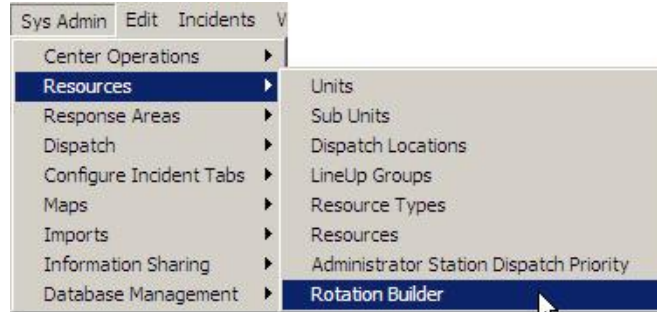 Sys Admin Edit Incidents
Center Operations
Resources
Response Areas
Dispatch
Configure Incident Tabs
Maps
Imports
Information Sharing
Database Management
Units
Sub Units
Dispatch Locations
LineUp Groups
Resource Types
Resources
Administrator Station Dispatch Priority
Rotation Builder